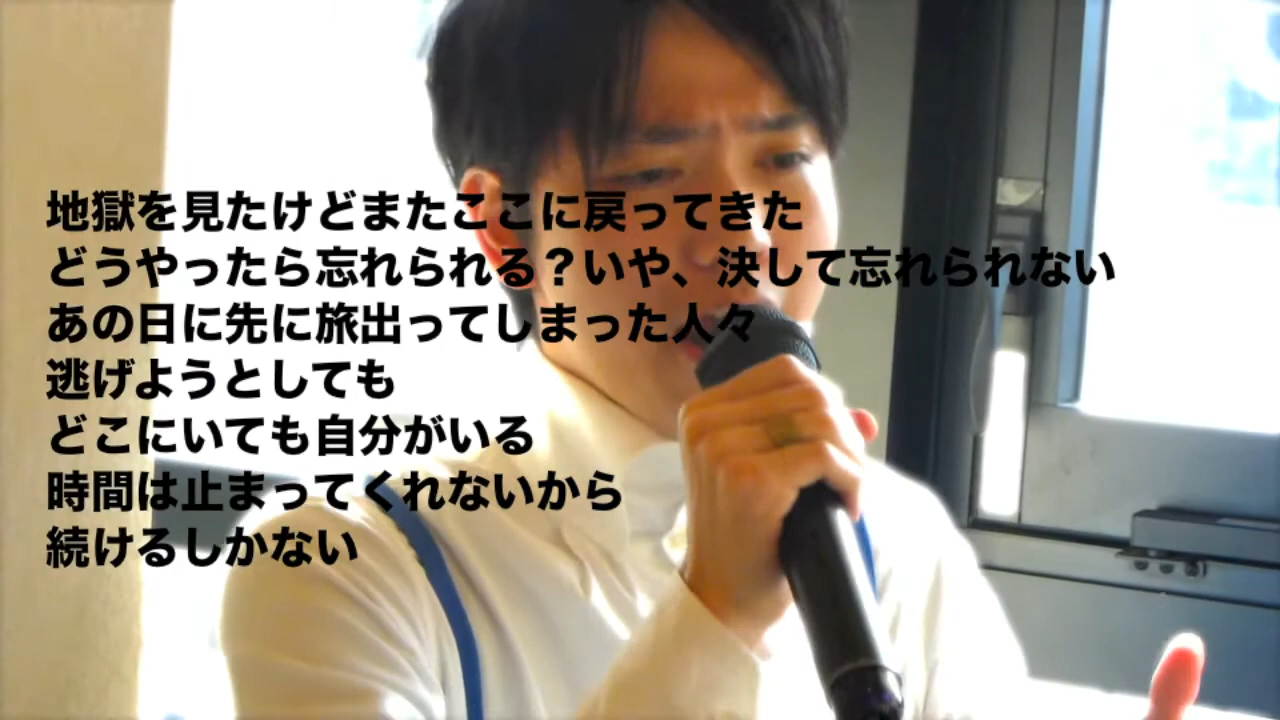 地獄を見たけどまたここに戻ってきた
どうやったら忘れられる？いや、決して忘れられない
あの日に先に旅出ってしまった人々
逃げようとしても
どこにいても自分がいる
時間は止まってくれないから
続けるしかない